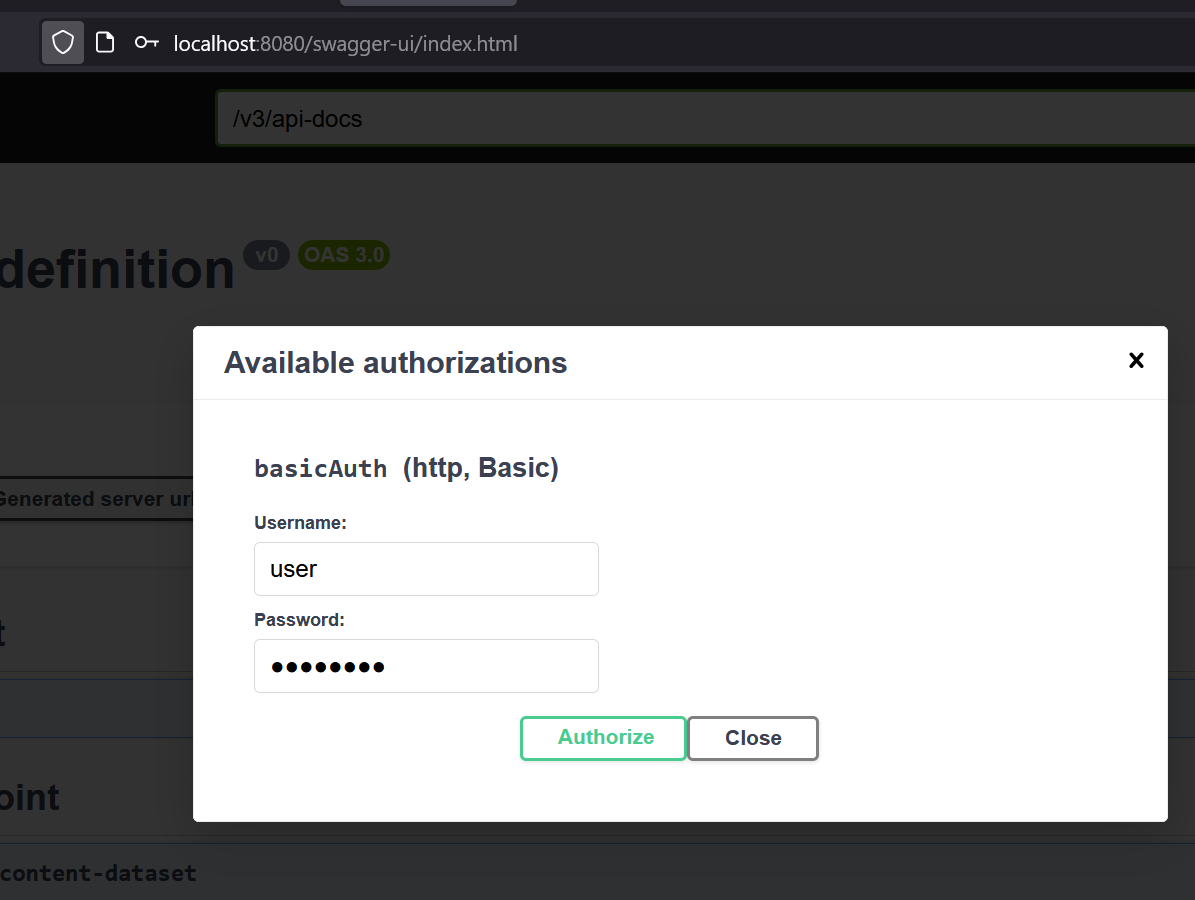 localhost:8080/swagger-ui/index.html
/v3/api-docs
definition v0 OAS 3.0
Available authorizations
Generated server url
basicAuth (http, Basic)
Username:
user
Password:
●●●●●●●●
Authorize Close
oint
content-dataset